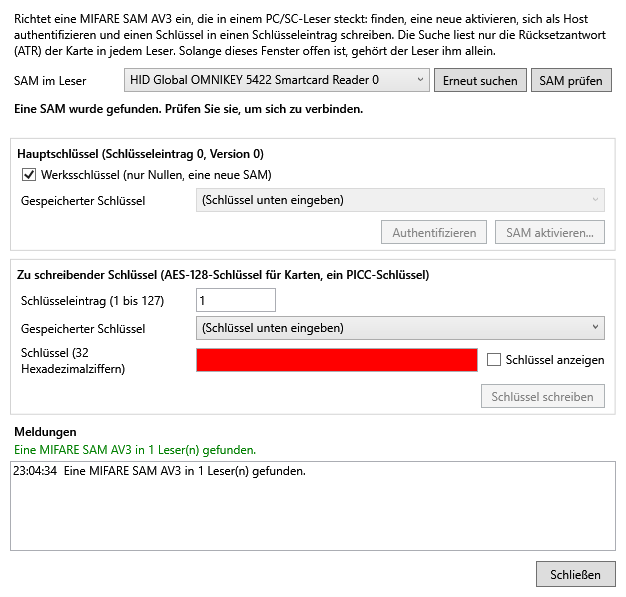 Richtet eine MIFARE SAM AV3 ein, die in einem PC/SC-Leser steckt: finden, eine neue aktivieren, sich als Host
authentifizieren und einen Schlüssel in einen Schlüsseleintrag schreiben. Die Suche liest nur die Rücksetzantwort
(ATR) der Karte in jedem Leser. Solange dieses Fenster offen ist, gehört der Leser ihm allein.
SAM im Leser HID Global OMNIKEY 5422 Smartcard Reader 0 Erneut suchen SAM prüfen
Eine SAM wurde gefunden. Prüfen Sie sie, um sich zu verbinden.
Hauptschlüssel (Schlüsseleintrag 0, Version 0)
Werksschlüssel (nur Nullen, eine neue SAM)
Gespeicherter Schlüssel (Schlüssel unten eingeben)
Authentifizieren SAM aktivieren...
Zu schreibender Schlüssel (AES-128-Schlüssel für Karten, ein PICC-Schlüssel)
Schlüsseleintrag (1 bis 127) 1
Gespeicherter Schlüssel (Schlüssel unten eingeben)
Schlüssel (32
Hexadezimalziffern) Schlüssel anzeigen
Schlüssel schreiben
Meldungen
Eine MIFARE SAM AV3 in 1 Leser(n) gefunden.
23:04:34 Eine MIFARE SAM AV3 in 1 Leser(n) gefunden.
Schließen